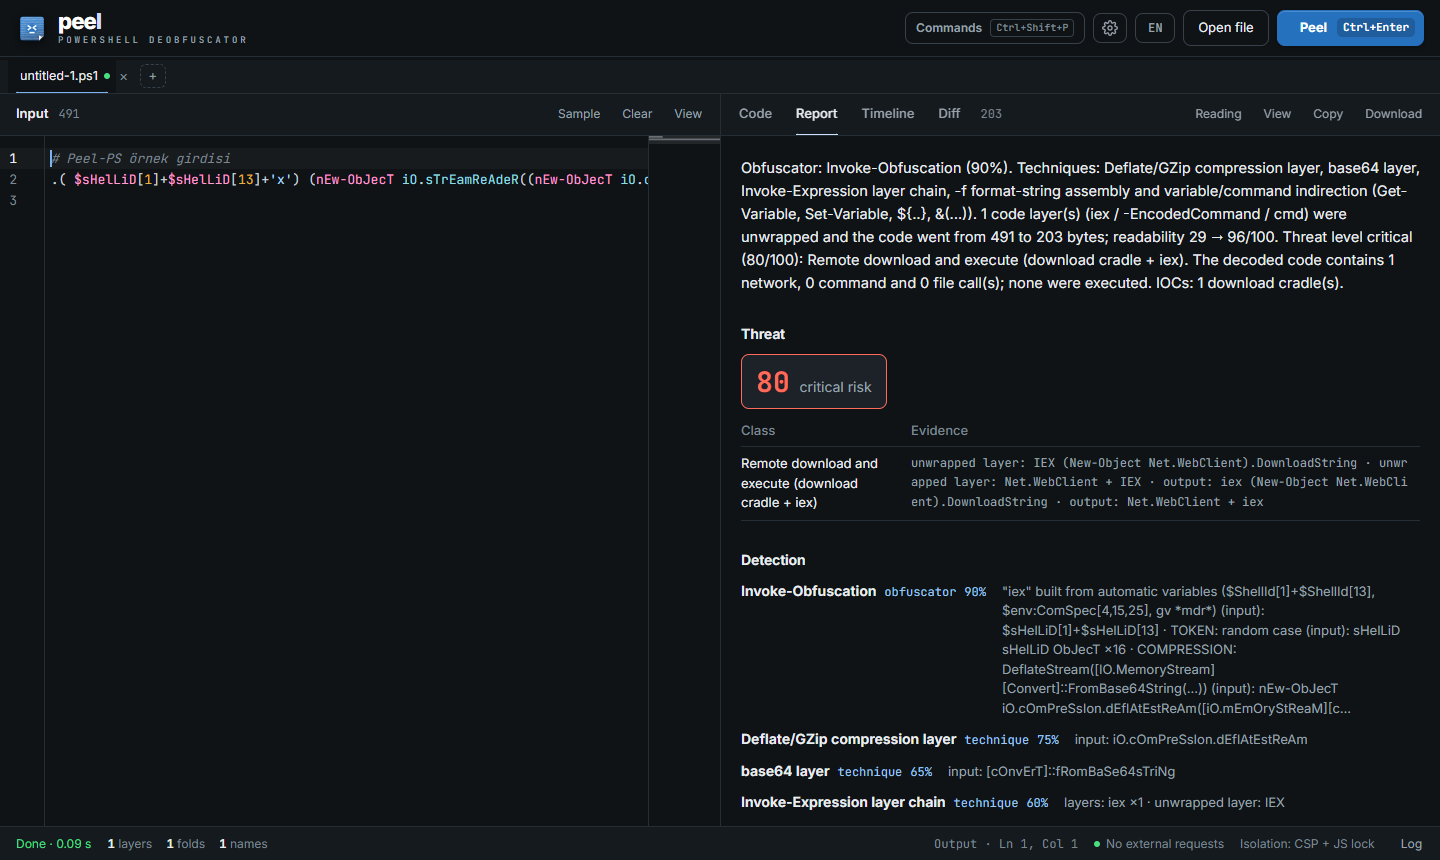 peel
POWERSHELL DEOBFUSCATOR
Commands Ctrl+Shift+P
EN
Open file
Peel Ctrl+Enter
untitled-1.ps1 ● ×
+
Input 491
Sample Clear View
Code Report Timeline Diff 203
Reading View Copy Download
1 # Peel-PS örnek girdisi
2 .( $sHelLiD[1]+$sHelLiD[13]+'x') (nEw-ObJecT iO.sTrEamReAdeR((nEw-ObJecT iO.c
3
Obfuscator: Invoke-Obfuscation (90%). Techniques: Deflate/GZip compression layer, base64 layer,
Invoke-Expression layer chain, -f format-string assembly and variable/command indirection (Get-
Variable, Set-Variable, ${..}, &(...)). 1 code layer(s) (iex / -EncodedCommand / cmd) were
unwrapped and the code went from 491 to 203 bytes; readability 29 → 96/100. Threat level critical
(80/100): Remote download and execute (download cradle + iex). The decoded code contains 1
network, 0 command and 0 file call(s); none were executed. IOCs: 1 download cradle(s).
Threat
80 critical risk
Class Evidence
Remote download and
execute (download
cradle + iex)
unwrapped layer: IEX (New-Object Net.WebClient).DownloadString · unwr
apped layer: Net.WebClient + IEX · output: iex (New-Object Net.WebCli
ent).DownloadString · output: Net.WebClient + iex
Detection
Invoke-Obfuscation obfuscator 90%
"iex" built from automatic variables ($ShellId[1]+$ShellId[13],
$env:ComSpec[4,15,25], gv *mdr*) (input):
$sHelLiD[1]+$sHelLiD[13] · TOKEN: random case (input): sHelLiD
sHelLiD ObJecT ×16 · COMPRESSION:
DeflateStream([IO.MemoryStream]
[Convert]::FromBase64String(...)) (input): nEw-ObJecT
iO.cOmPreSsIon.dEflAtEstReAm([iO.mEmOryStReaM][c...
Deflate/GZip compression layer technique 75% input: iO.cOmPreSsIon.dEflAtEstReAm
base64 layer technique 65% input: [cOnvErT]::fRomBaSe64sTriNg
Invoke-Expression layer chain technique 60% layers: iex ×1 · unwrapped layer: IEX
Done · 0.09 s 1 layers 1 folds 1 names
Output · Ln 1, Col 1 ● No external requests Isolation: CSP + JS lock Log